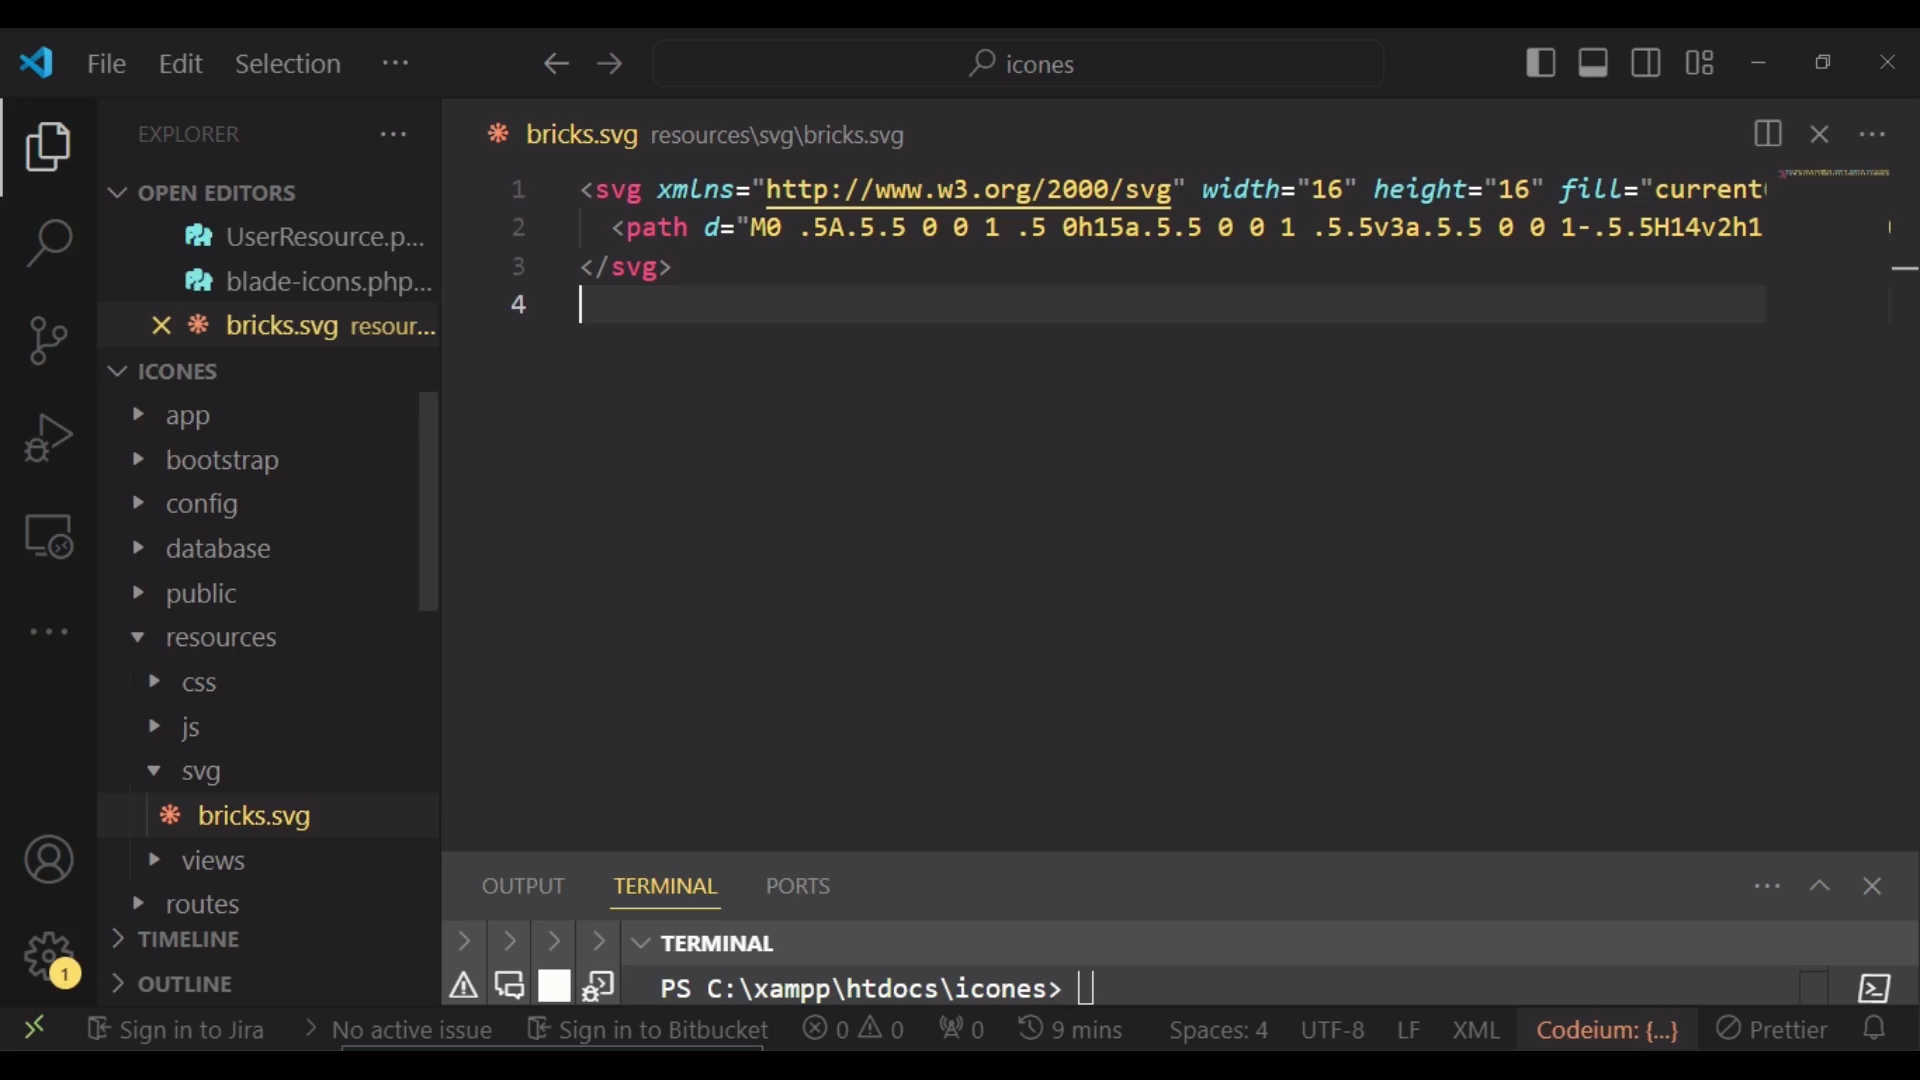 File Edit Selection ··· icones
EXPLORER ···
OPEN EDITORS
UserResource.p...
blade-icons.php...
bricks.svg resour...
ICONES
app
bootstrap
config
database
public
resources
css
js
svg
bricks.svg
views
routes
TIMELINE
OUTLINE
1
bricks.svg resources\svg\bricks.svg
1 <svg xmlns="http://www.w3.org/2000/svg" width="16" height="16" fill="current
2 <path d="M0 .5A.5.5 0 0 1 .5 0h15a.5.5 0 0 1 .5.5v3a.5.5 0 0 1-.5.5H14v2h1
3 </svg>
4
OUTPUT TERMINAL PORTS
TERMINAL
PS C:\xampp\htdocs\icones>
Sign in to Jira No active issue Sign in to Bitbucket 0 0 0 9 mins Spaces: 4 UTF-8 LF XML Codeium: {...} Prettier